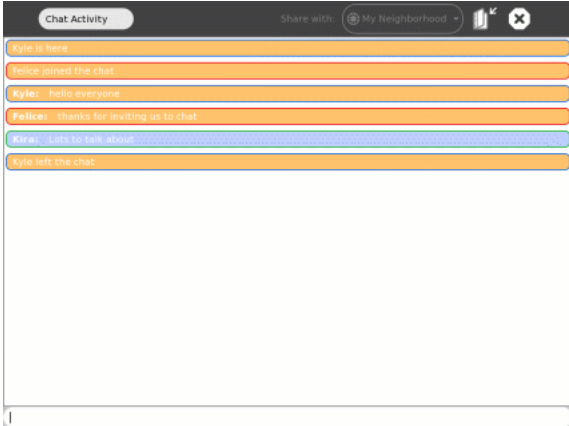 Chat Activity
Share with: My Neighborhood
Kyle is here
Felice joined the chat
Kyle: hello everyone
Felice: thanks for inviting us to chat
Kira: Lots to talk about
Kyle left the chat